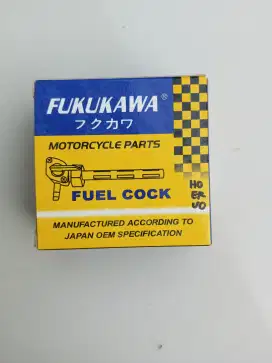 FUKUKAWA
フクカワ
MOTORCYCLE PARTS
FUEL COCK
MANUFACTURED ACCORDING TO
JAPAN OEM SPECIFICATION